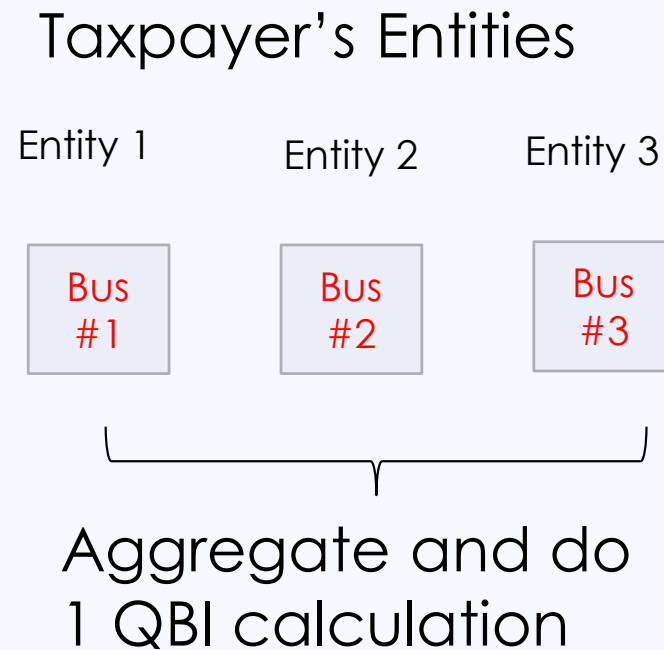 Taxpayer’s Entities
Entity 1
Entity 2
Entity 3
Bus
#1
Bus
#2
Bus
#3
Aggregate and do
1 QBI calculation